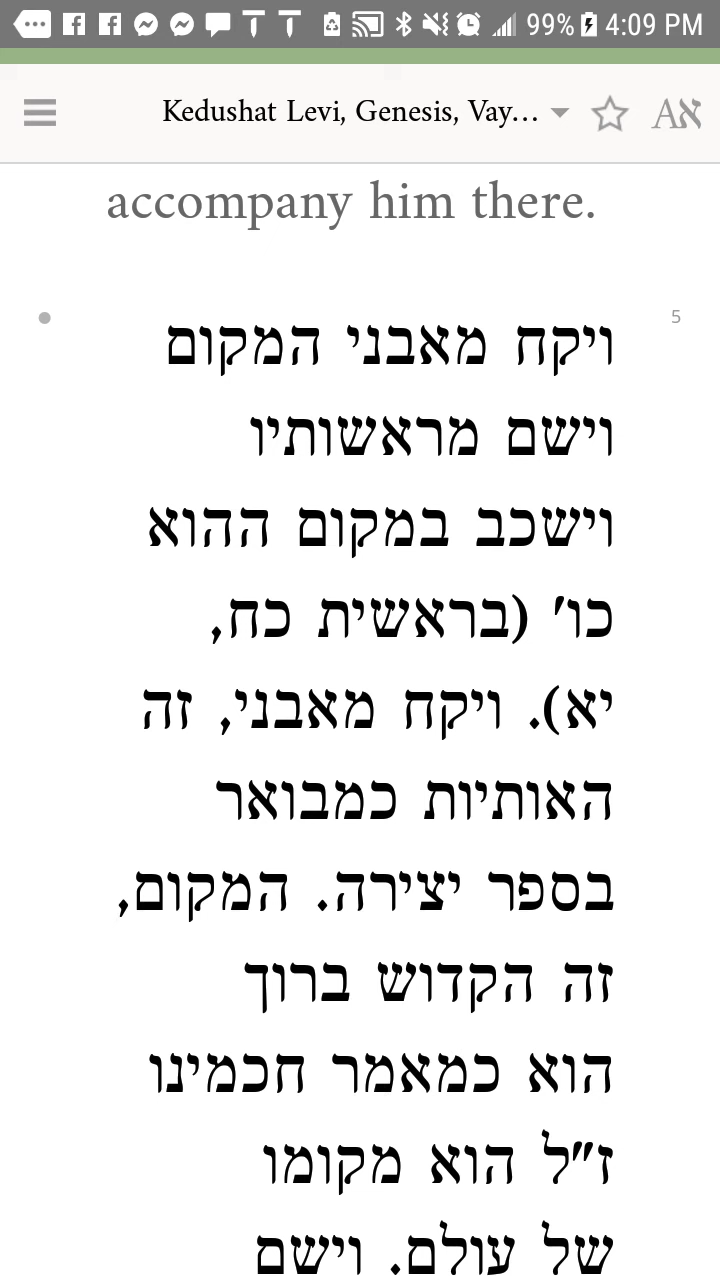 99% 4:09 PM
Kedushat Levi, Genesis, Vay...
Aא
accompany him there.
5
ויקח מאבני המקום
וישם מראשותיו
וישכב במקום ההוא
כו' (בראשית כח,
יא). ויקח מאבני, זה
האותיות כמבואר
בספר יצירה. המקום,
זה הקדוש ברוך
הוא כמאמר חכמינו
ז"ל הוא מקומו
של עולם. וישם